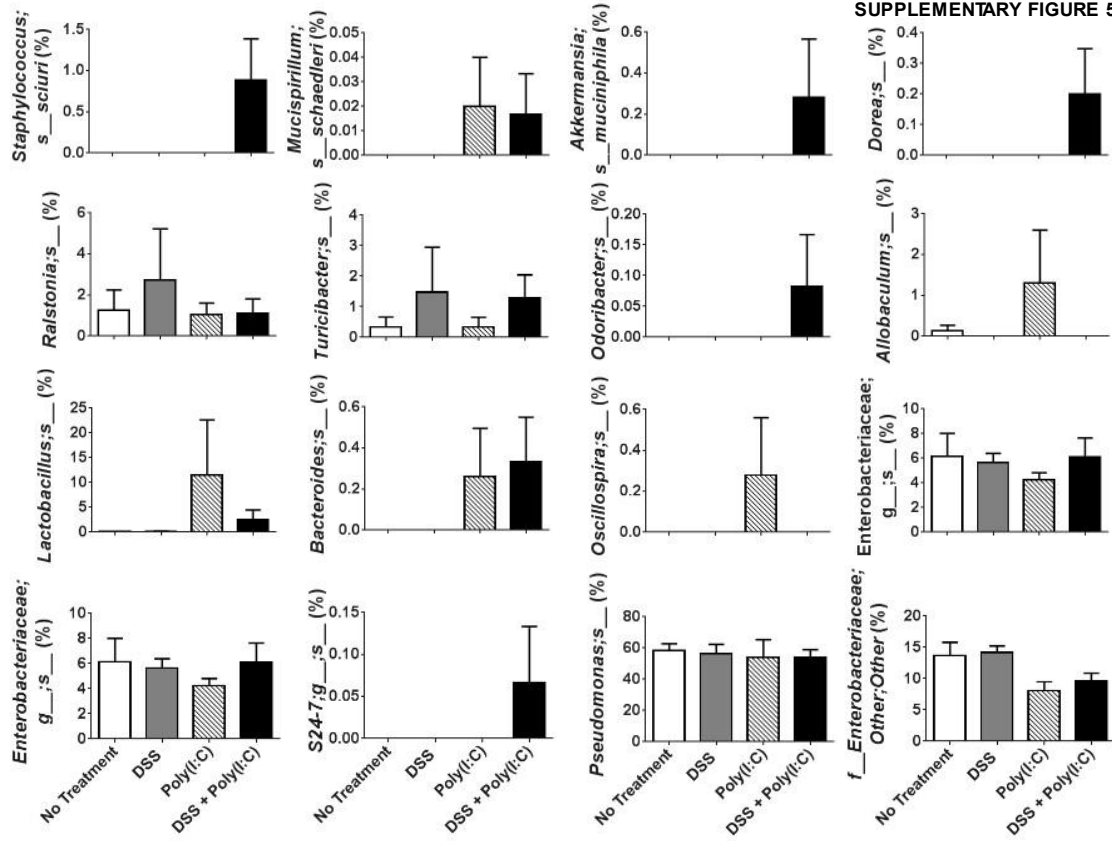 SUPPLEMENTARY FIGURE 5
Staphylococcus;
s__sciuri (%)
1.5
1.0
0.5
0.0
Mucispirillum;
s__schaedleri (%)
0.05
0.04
0.03
0.02
0.01
0.00
Akkermansia;
s__muciniphila (%)
0.6
0.4
0.2
0.0
Dorea;s__ (%)
0.4
0.3
0.2
0.1
0.0
Ralstonia;s__ (%)
6
4
2
0
Turicibacter;s__ (%)
4
3
2
1
0
Odoribacter;s__ (%)
0.20
0.15
0.10
0.05
0.00
Allobaculum;s__ (%)
3
2
1
0
Lactobacillus;s__ (%)
25
20
15
10
5
0
Bacteroides;s__ (%)
0.6
0.4
0.2
0.0
Oscillospira;s__ (%)
0.6
0.4
0.2
0.0
Enterobacteriaceae;
g__;s__ (%)
10
8
6
4
2
0
Enterobacteriaceae;
g__;s__ (%)
10
8
6
4
2
0
No Treatment
DSS
Poly(I:C)
DSS + Poly(I:C)
S24-7;g__;s__ (%)
0.15
0.10
0.05
0.00
No Treatment
DSS
Poly(I:C)
DSS + Poly(I:C)
Pseudomonas;s__ (%)
80
60
40
20
0
No Treatment
DSS
Poly(I:C)
DSS + Poly(I:C)
f__Enterobacteriaceae;
Other;Other (%)
20
15
10
5
0
No Treatment
DSS
Poly(I:C)
DSS + Poly(I:C)